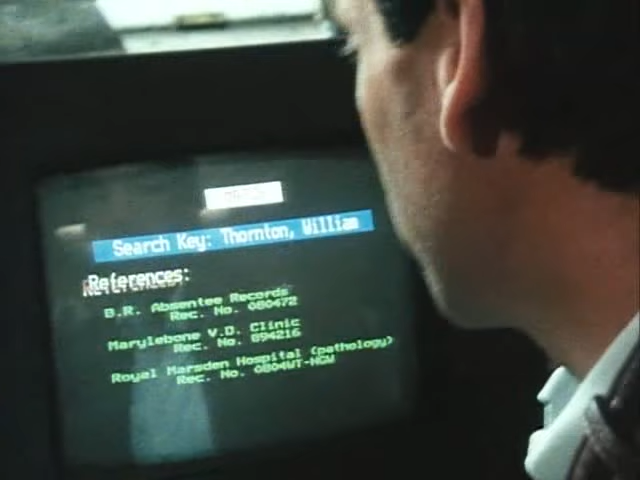 Search Key: Thornton, William
References:
B.R. Absentee Records
Rec. No. 080472
Marylebone V.D. Clinic
Rec. No. 894216
Royal Marsden Hospital (pathology)
Rec. No. 0804WT-HGW